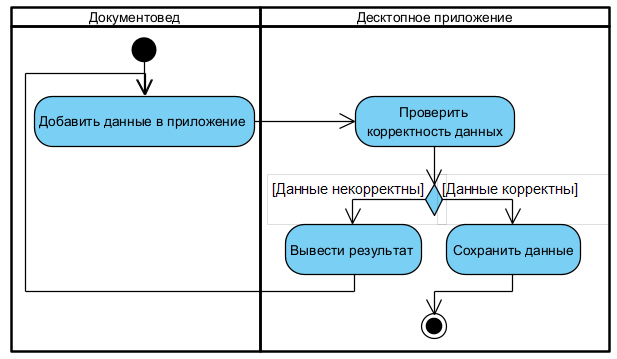 Документовед
Десктопное приложение
Добавить данные в приложение
Проверить
корректность данных
[Данные некорректны]
[Данные корректны]
Вывести результат
Сохранить данные